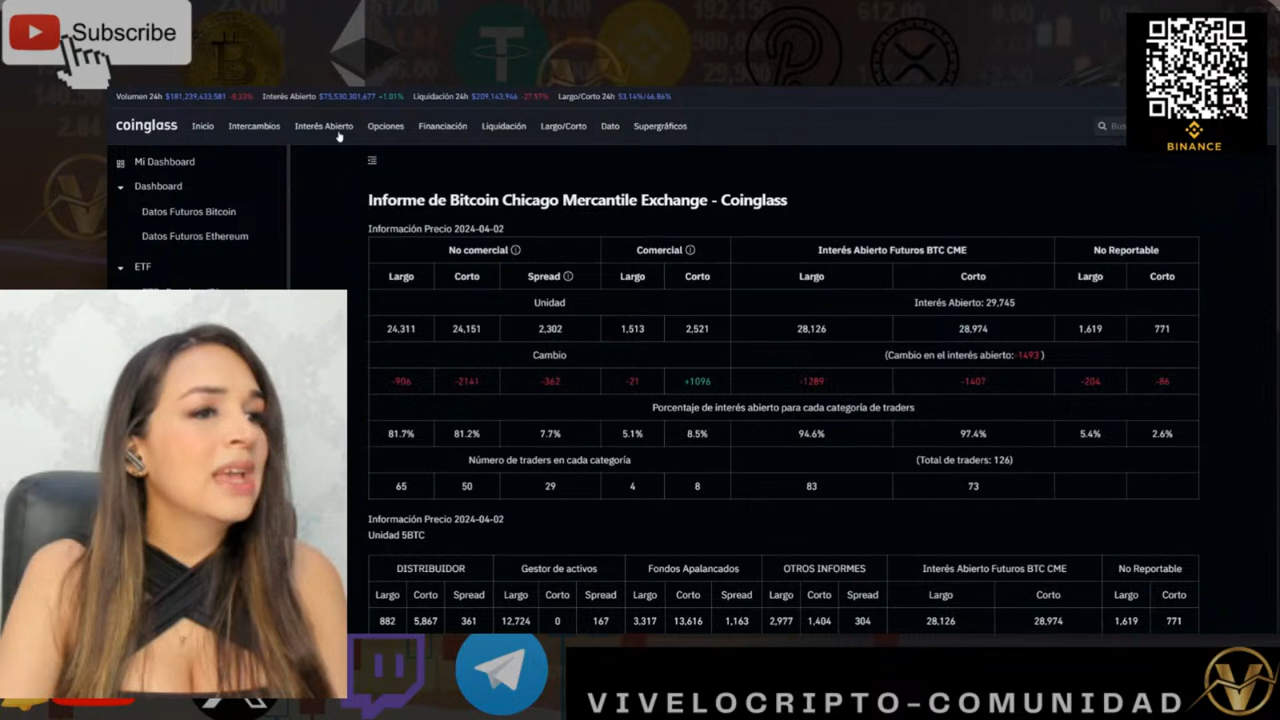 Subscribe
Volumen 24h $181,239,433,581 -8.33% Interés Abierto $75,530,301,677 +1.01% Liquidación 24h $209,143,946 -27.57% Largo/Corto 53.14%/46.86%
coinglass Inicio Intercambios Interés Abierto Opciones Financiación Liquidación Largo/Corto Dato Supergráficos
BINANCE
Mi Dashboard
Dashboard
Datos Futuros Bitcoin
Datos Futuros Ethereum
ETF
Informe de Bitcoin Chicago Mercantile Exchange - Coinglass
Información Precio 2024-04-02
No comercial Comercial Interés Abierto Futuros BTC CME No Reportable
Largo Corto Spread Largo Corto Largo Corto Largo Corto
Unidad Interés Abierto: 29,745
24,311 24,151 2,302 1,513 2,521 28,126 28,974 1,619 771
Cambio (Cambio en el interés abierto:-1493 )
-906 -2141 -362 -21 +1096 -1289 -1407 -204 -86
Porcentaje de interés abierto para cada categoría de traders
81.7% 81.2% 7.7% 5.1% 8.5% 94.6% 97.4% 5.4% 2.6%
Número de traders en cada categoría (Total de traders: 126)
65 50 29 4 8 83 73
Información Precio 2024-04-02
Unidad 5BTC
DISTRIBUIDOR Gestor de activos Fondos Apalancados OTROS INFORMES Interés Abierto Futuros BTC CME No Reportable
Largo Corto Spread Largo Corto Spread Largo Corto Spread Largo Corto Spread Largo Corto Largo Corto
882 5,867 361 12,724 0 167 3,317 13,616 1,163 2,977 1,404 304 28,126 28,974 1,619 771
VIVELOCRIPTO-COMUNIDAD